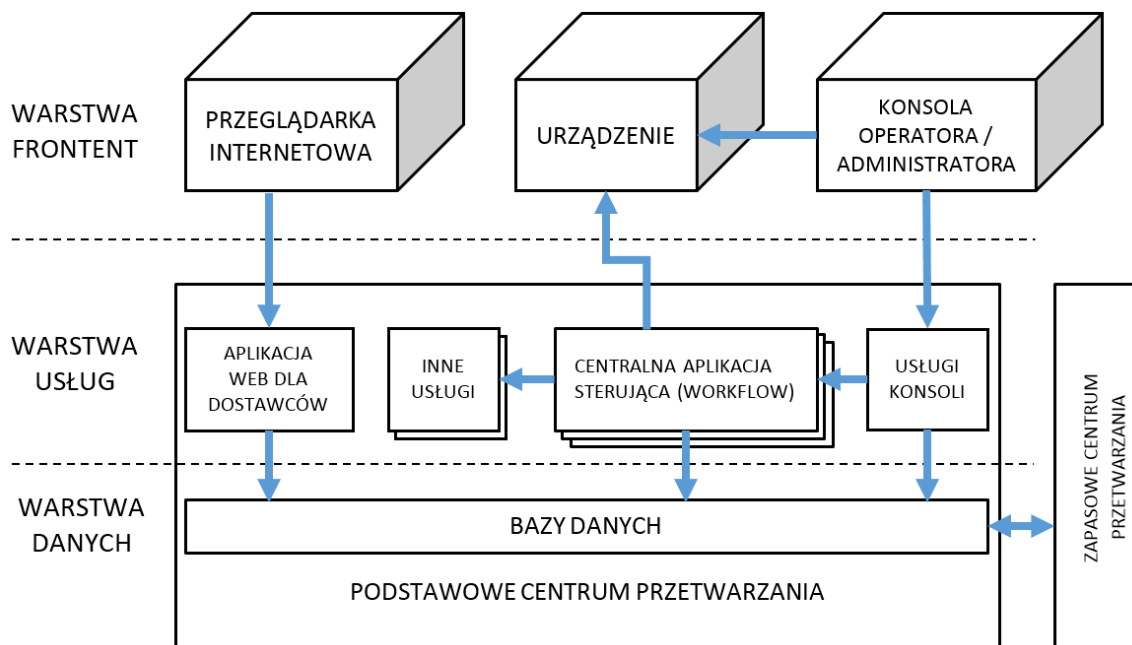 WARSTWA
FRONTENT
PRZEGLĄDARKA
INTERNETOWA
URZĄDZENIE
KONSOLA
OPERATORA /
ADMINISTRATORA
WARSTWA
USŁUG
APLIKACJA
WEB DLA
DOSTAWCÓW
INNE
USŁUGI
CENTRALNA APLIKACJA
STERUJĄCA (WORKFLOW)
USŁUGI
KONSOLI
ZAPASOWE CENTRUM
PRZETWARZANIA
WARSTWA
DANYCH
BAZY DANYCH
PODSTAWOWE CENTRUM PRZETWARZANIA